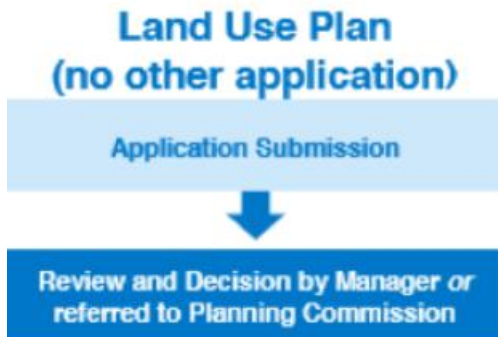 Land Use Plan
(no other application)
Application Submission
Review and Decision by Manager or
referred to Planning Commission